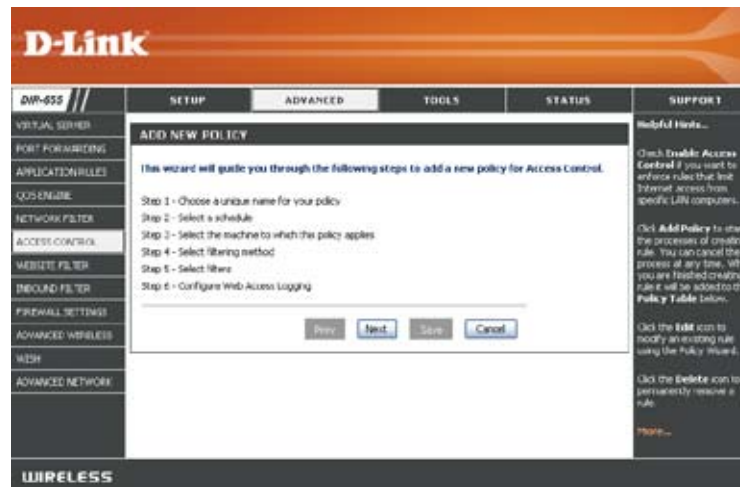 D-Link
DIR-655
SETUP
ADVANCED
TOOLS
STATUS
SUPPORT
VIRTUAL SERVER
PORT FORWARDING
APPLICATION RULES
QOS ENGINE
NETWORK FILTER
ACCESS CONTROL
WEBSITE FILTER
INBOUND FILTER
FIREWALL SETTINGS
ADVANCED WIRELESS
WISH
ADVANCED NETWORK
ADD NEW POLICY
This wizard will guide you through the following steps to add a new policy for Access Control.
Step 1 - Choose a unique name for your policy
Step 2 - Select a schedule
Step 3 - Select the machine to which this policy applies
Step 4 - Select filtering method
Step 5 - Select filters
Step 6 - Configure Web Access Logging
Prev
Next
Save
Cancel
Helpful Hints...
Check Enable Access
Control if you want to
enforce rules that limit
Internet access from
specific LAN computers.
Click Add Policy to star
the processes of creatin
rule. You can cancel the
process at any time. Wh
you are finished creating
rule it will be added to th
Policy Table below.
Click the Edit icon to
modify an existing rule
using the Policy Wizard.
Click the Delete icon to
permanently remove a
rule.
More...
WIRELESS